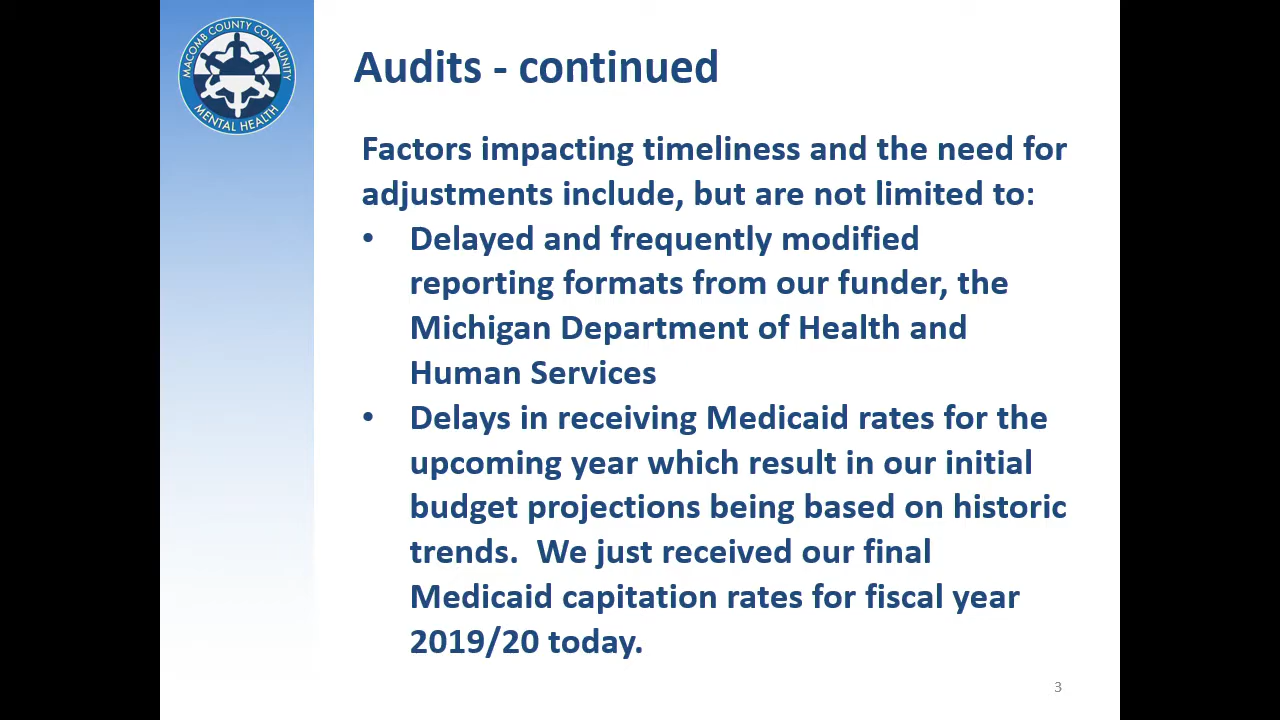 MACOMB COUNTY COMMUNITY
MENTAL HEALTH
Audits - continued
Factors impacting timeliness and the need for
adjustments include, but are not limited to:
• Delayed and frequently modified
reporting formats from our funder, the
Michigan Department of Health and
Human Services
• Delays in receiving Medicaid rates for the
upcoming year which result in our initial
budget projections being based on historic
trends.  We just received our final
Medicaid capitation rates for fiscal year
2019/20 today.
3